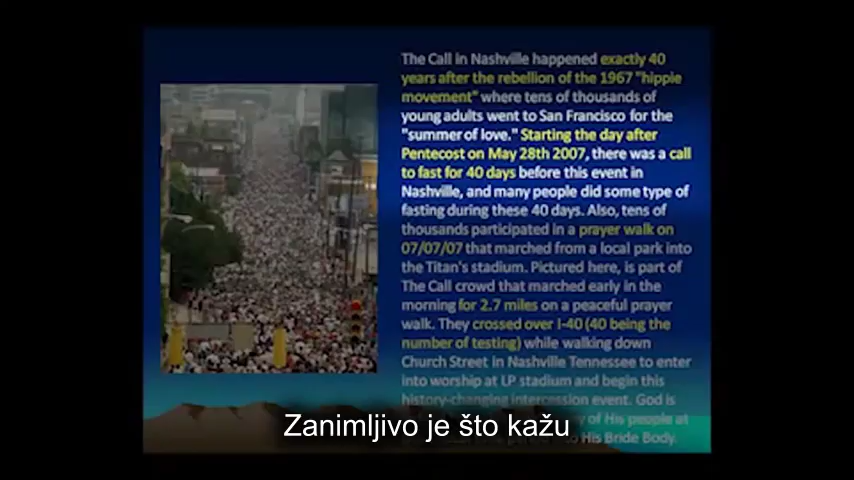 The Call in Nashville happened exactly 40
years after the rebellion of the 1967 "hippie
movement" where tens of thousands of
young adults went to San Francisco for the
"summer of love." Starting the day after
Pentecost on May 28th 2007, there was a call
to fast for 40 days before this event in
Nashville, and many people did some type of
fasting during these 40 days. Also, tens of
thousands participated in a prayer walk on
07/07/07 that marched from a local park into
the Titan's stadium. Pictured here, is part of
The Call crowd that marched early in the
morning for 2.7 miles on a peaceful prayer
walk. They crossed over I-40 (40 being the
number of testing) while walking down
Church Street in Nashville Tennessee to enter
into worship at LP stadium and begin this
history-changing intercession event. God is
of His people at
His Bride Body.
Zanimljivo je što kažu